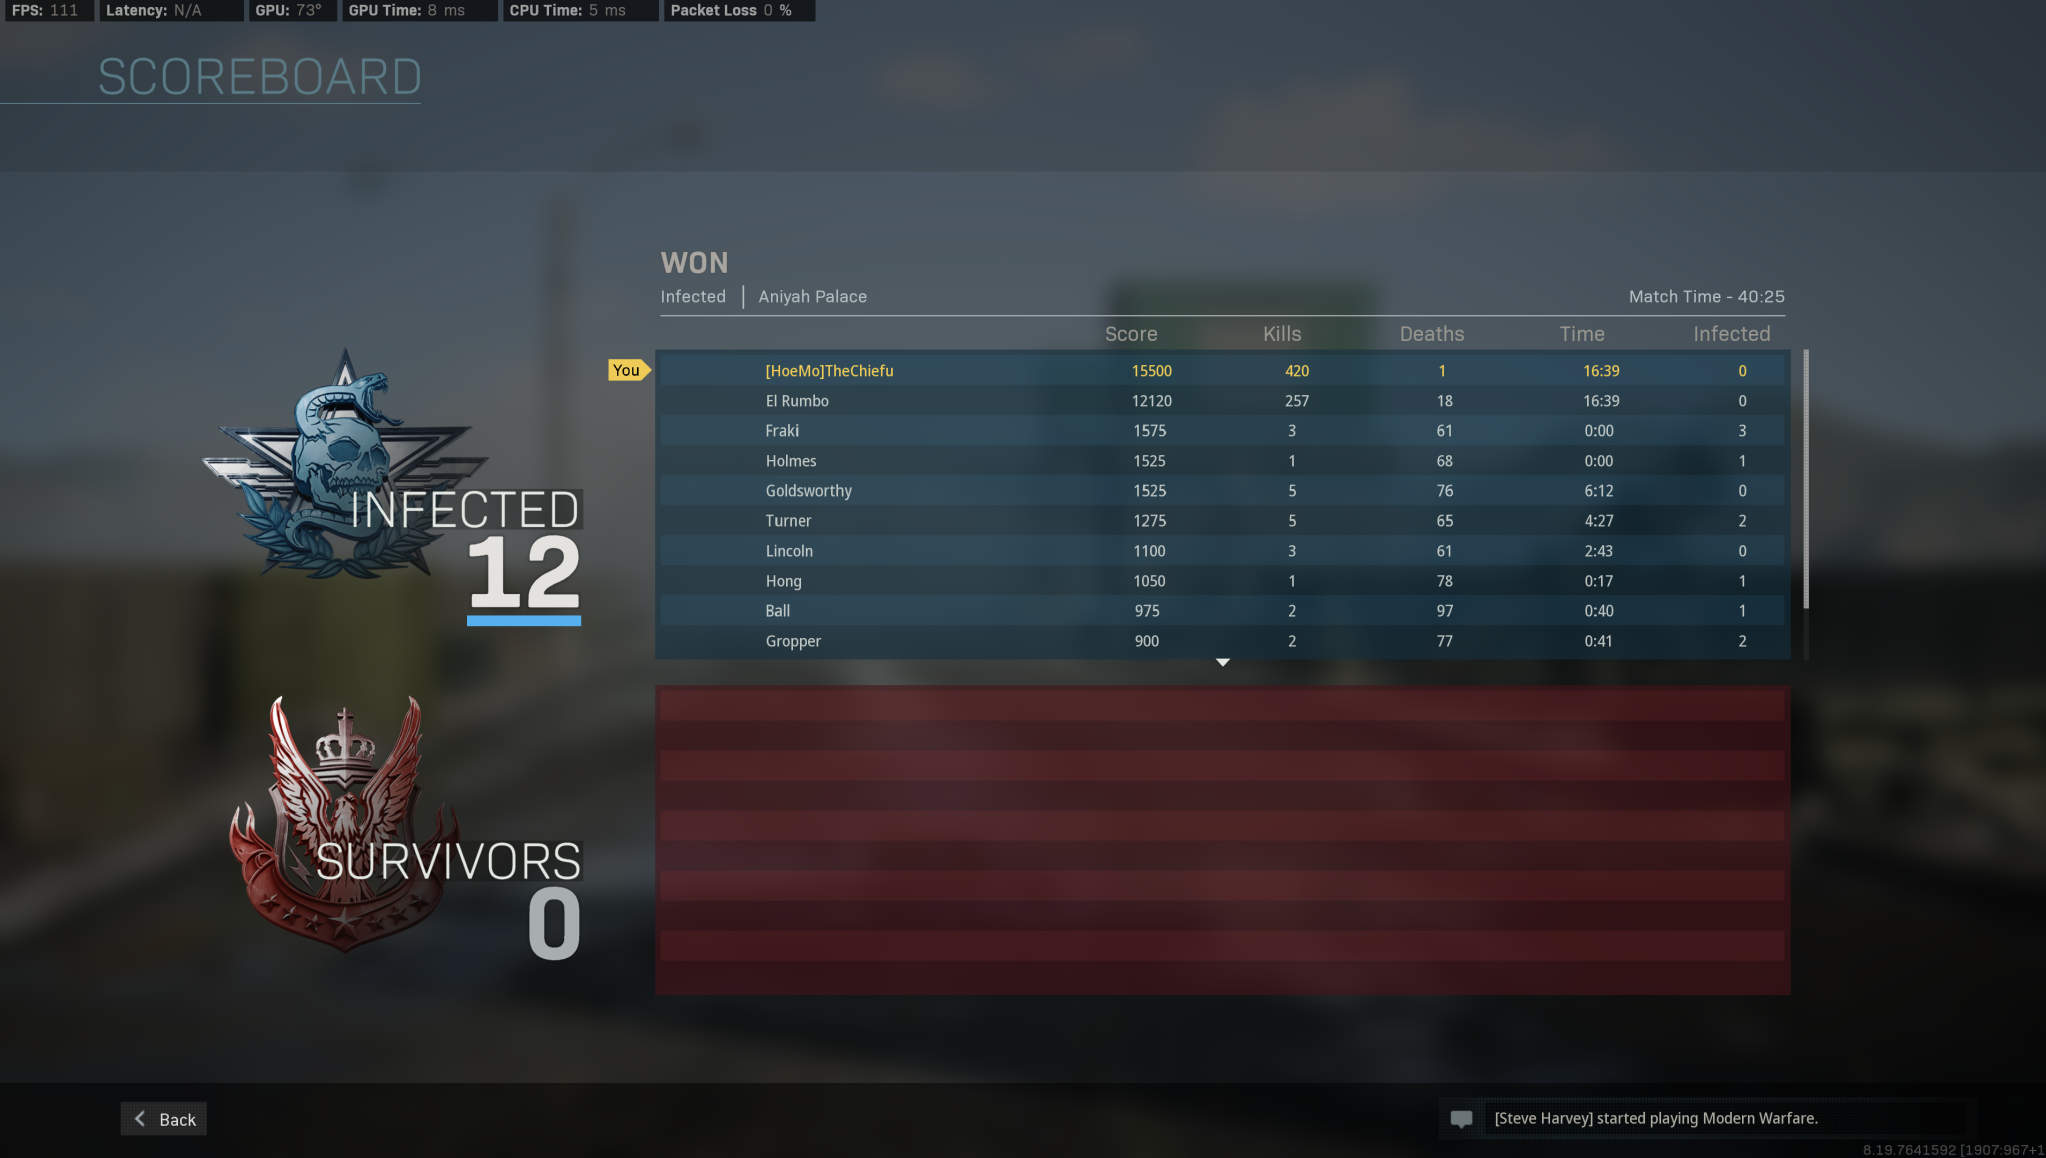 FPS: 111 Latency: N/A GPU: 73° GPU Time: 8 ms CPU Time: 5 ms Packet Loss 0 %
SCOREBOARD
WON
Infected | Aniyah Palace Match Time - 40:25
Score Kills Deaths Time Infected
You [HoeMo]TheChiefu 15500 420 1 16:39 0
El Rumbo 12120 257 18 16:39 0
Fraki 1575 3 61 0:00 3
Holmes 1525 1 68 0:00 1
Goldsworthy 1525 5 76 6:12 0
Turner 1275 5 65 4:27 2
Lincoln 1100 3 61 2:43 0
Hong 1050 1 78 0:17 1
Ball 975 2 97 0:40 1
Gropper 900 2 77 0:41 2
INFECTED
12
SURVIVORS
0
Back
[Steve Harvey] started playing Modern Warfare.
8.19.7641592 [1907:967+1